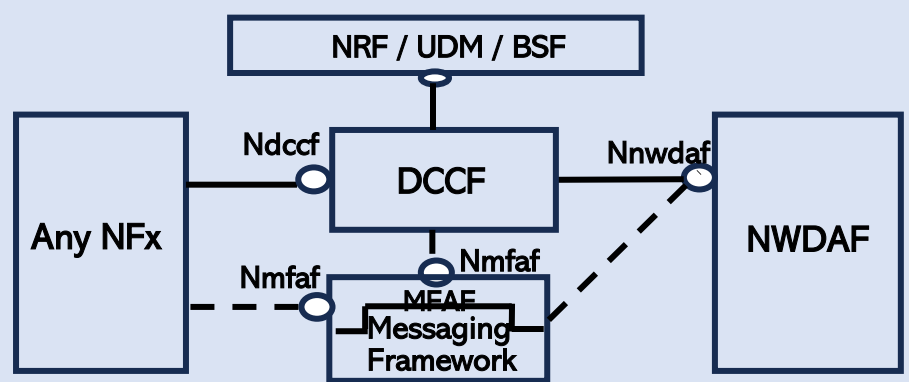 NRF / UDM / BSF
Ndccf
DCCF
Nnwdaf
Any NFx
NWDAF
Nmfaf
Nmfaf
MFAF
Messaging
Framework